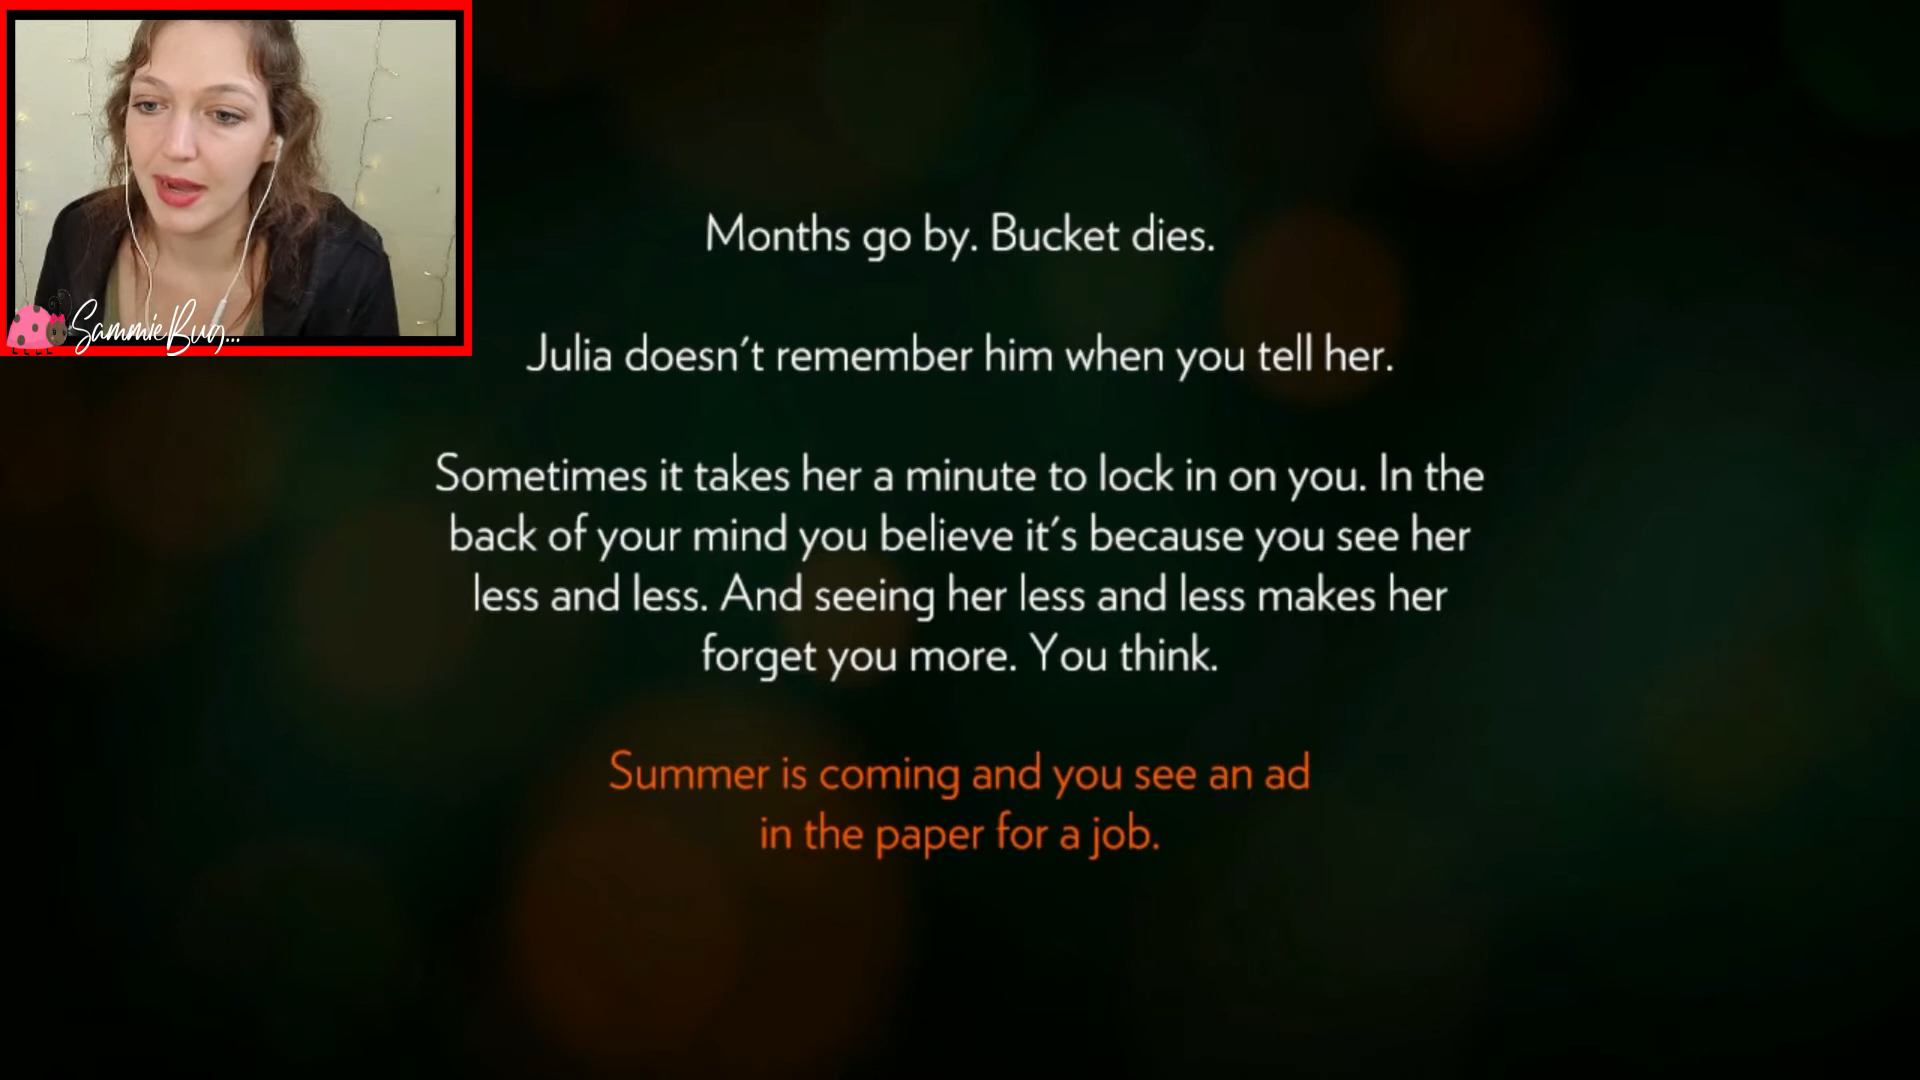 SammieBug...
Months go by. Bucket dies.
Julia doesn't remember him when you tell her.
Sometimes it takes her a minute to lock in on you. In the
back of your mind you believe it's because you see her
less and less. And seeing her less and less makes her
forget you more. You think.
Summer is coming and you see an ad
in the paper for a job.